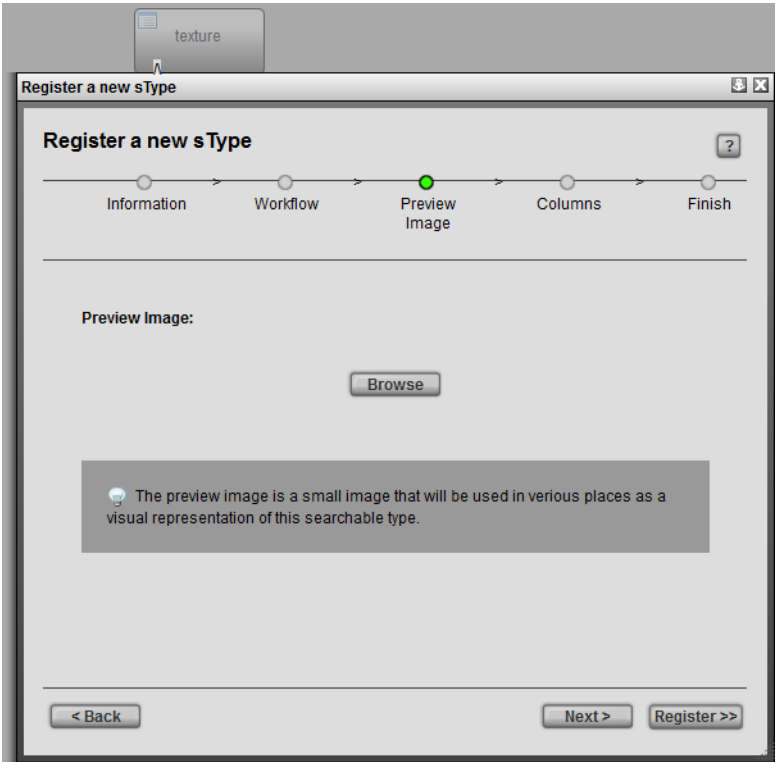 texture
Register a new sType
Register a new sType
?
> > > >
Information Workflow Preview Columns Finish
Image
Preview Image:
Browse
The preview image is a small image that will be used in verious places as a
visual representation of this searchable type.
< Back Next > Register >>